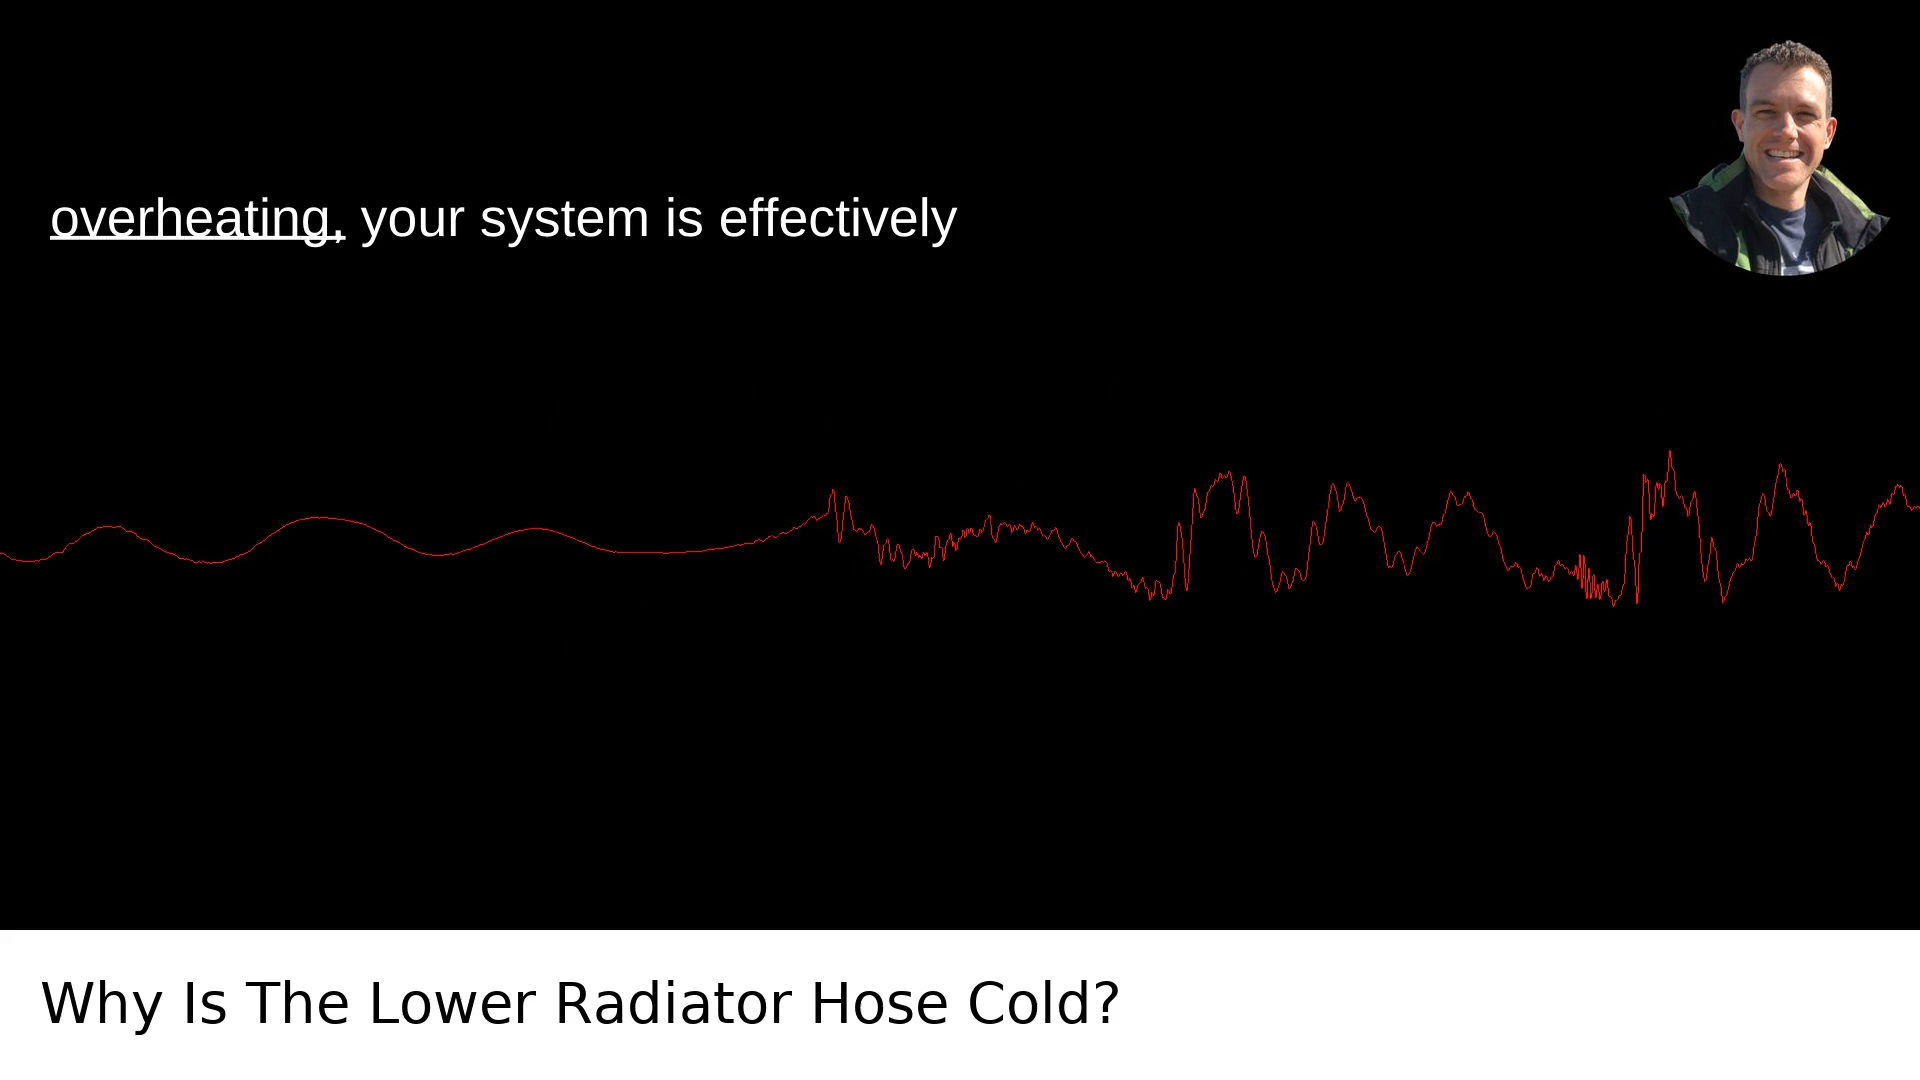 overheating, your system is effectively
Why Is The Lower Radiator Hose Cold?